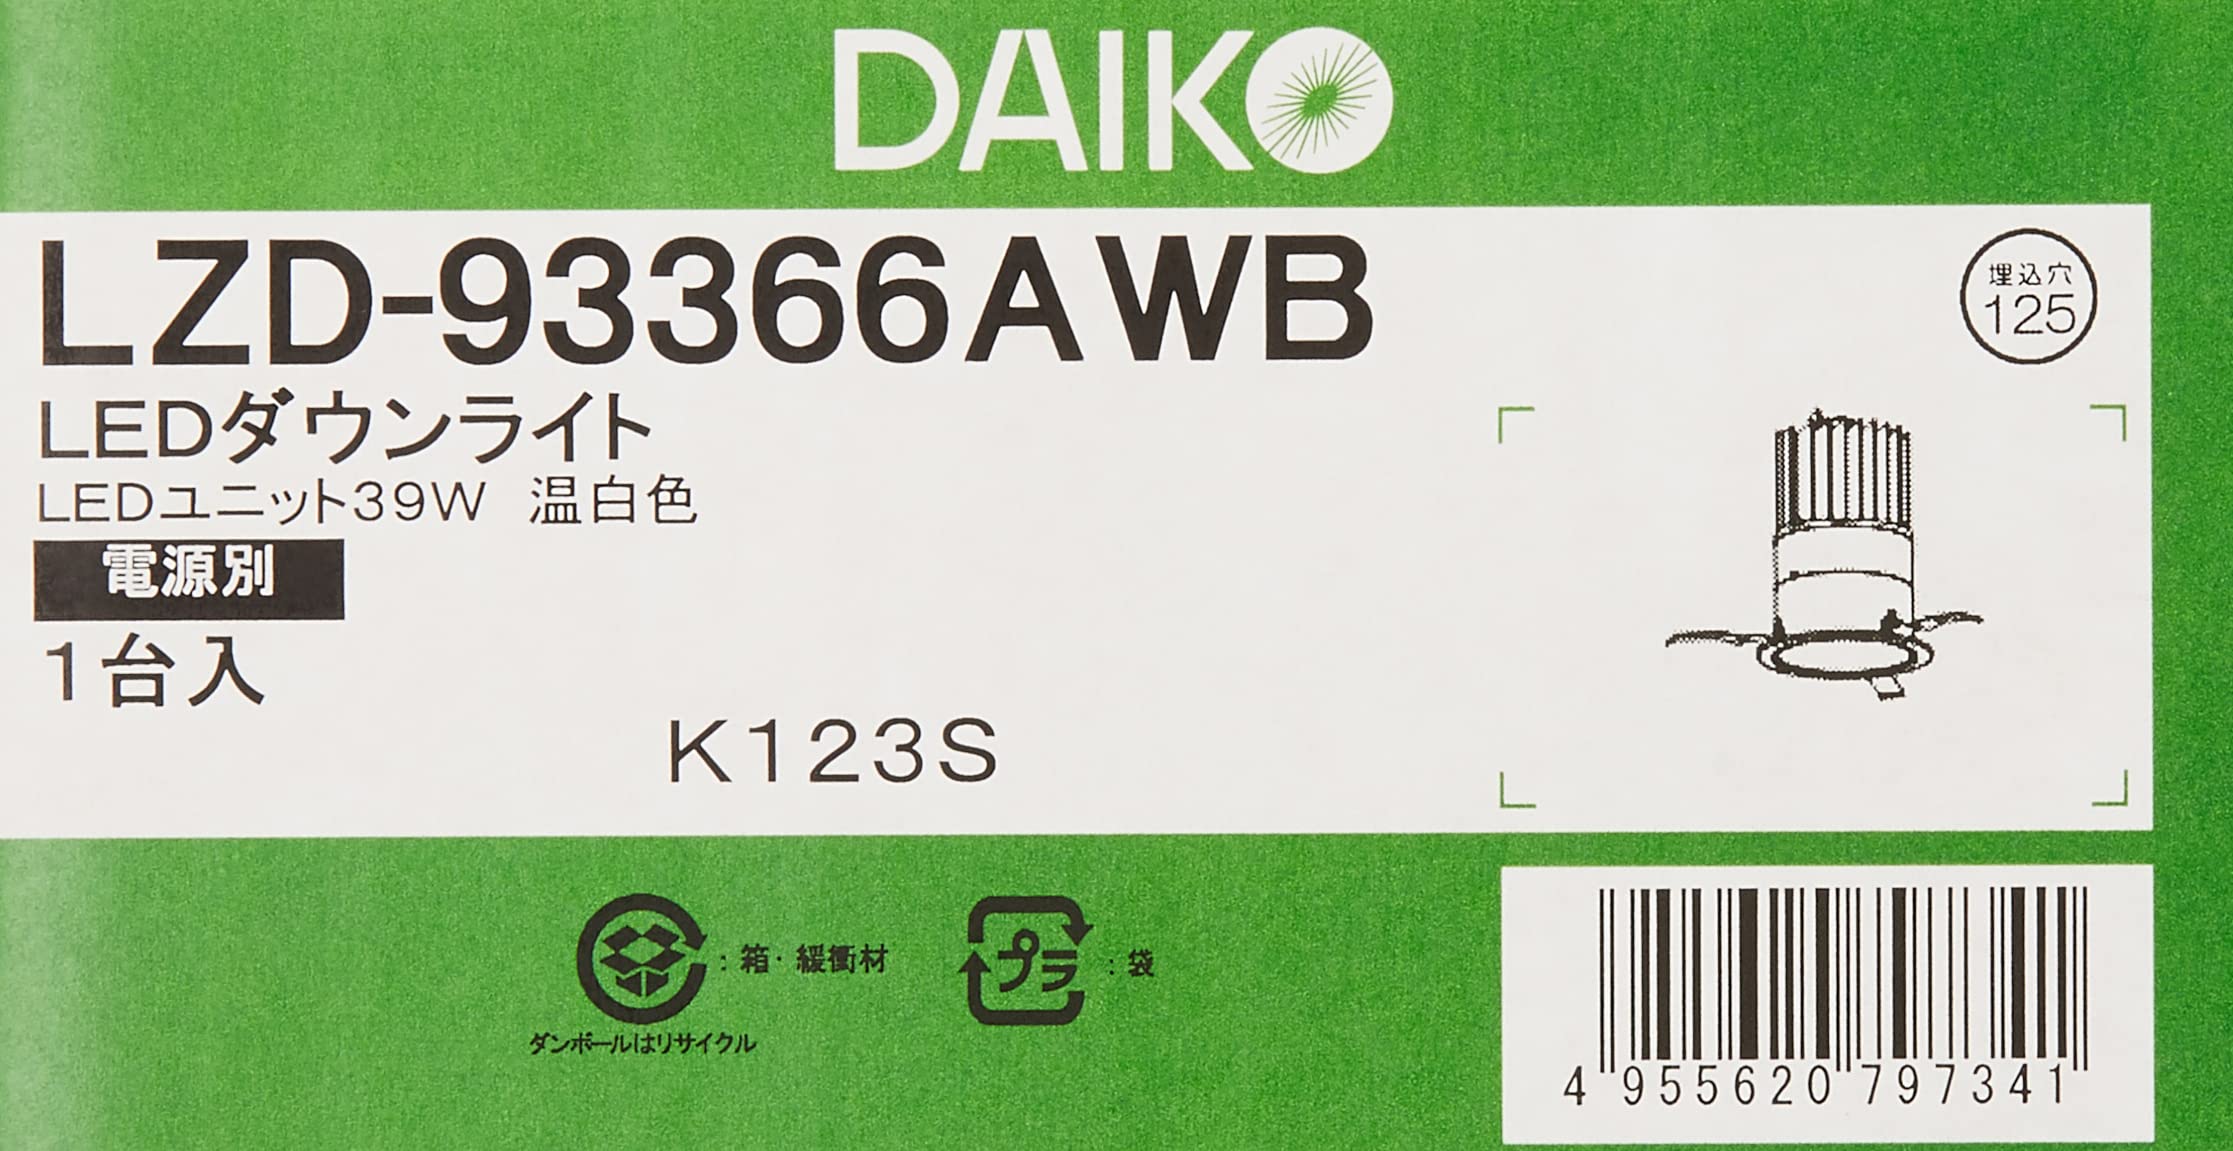 DAIKO
LZD-93366AWB
埋込穴
125
LEDダウンライト
LEDユニット39W 温白色
電源別
1台入
K123S
:箱・緩衝材
プラ
:袋
ダンボールはリサイクル
4 955620 797341